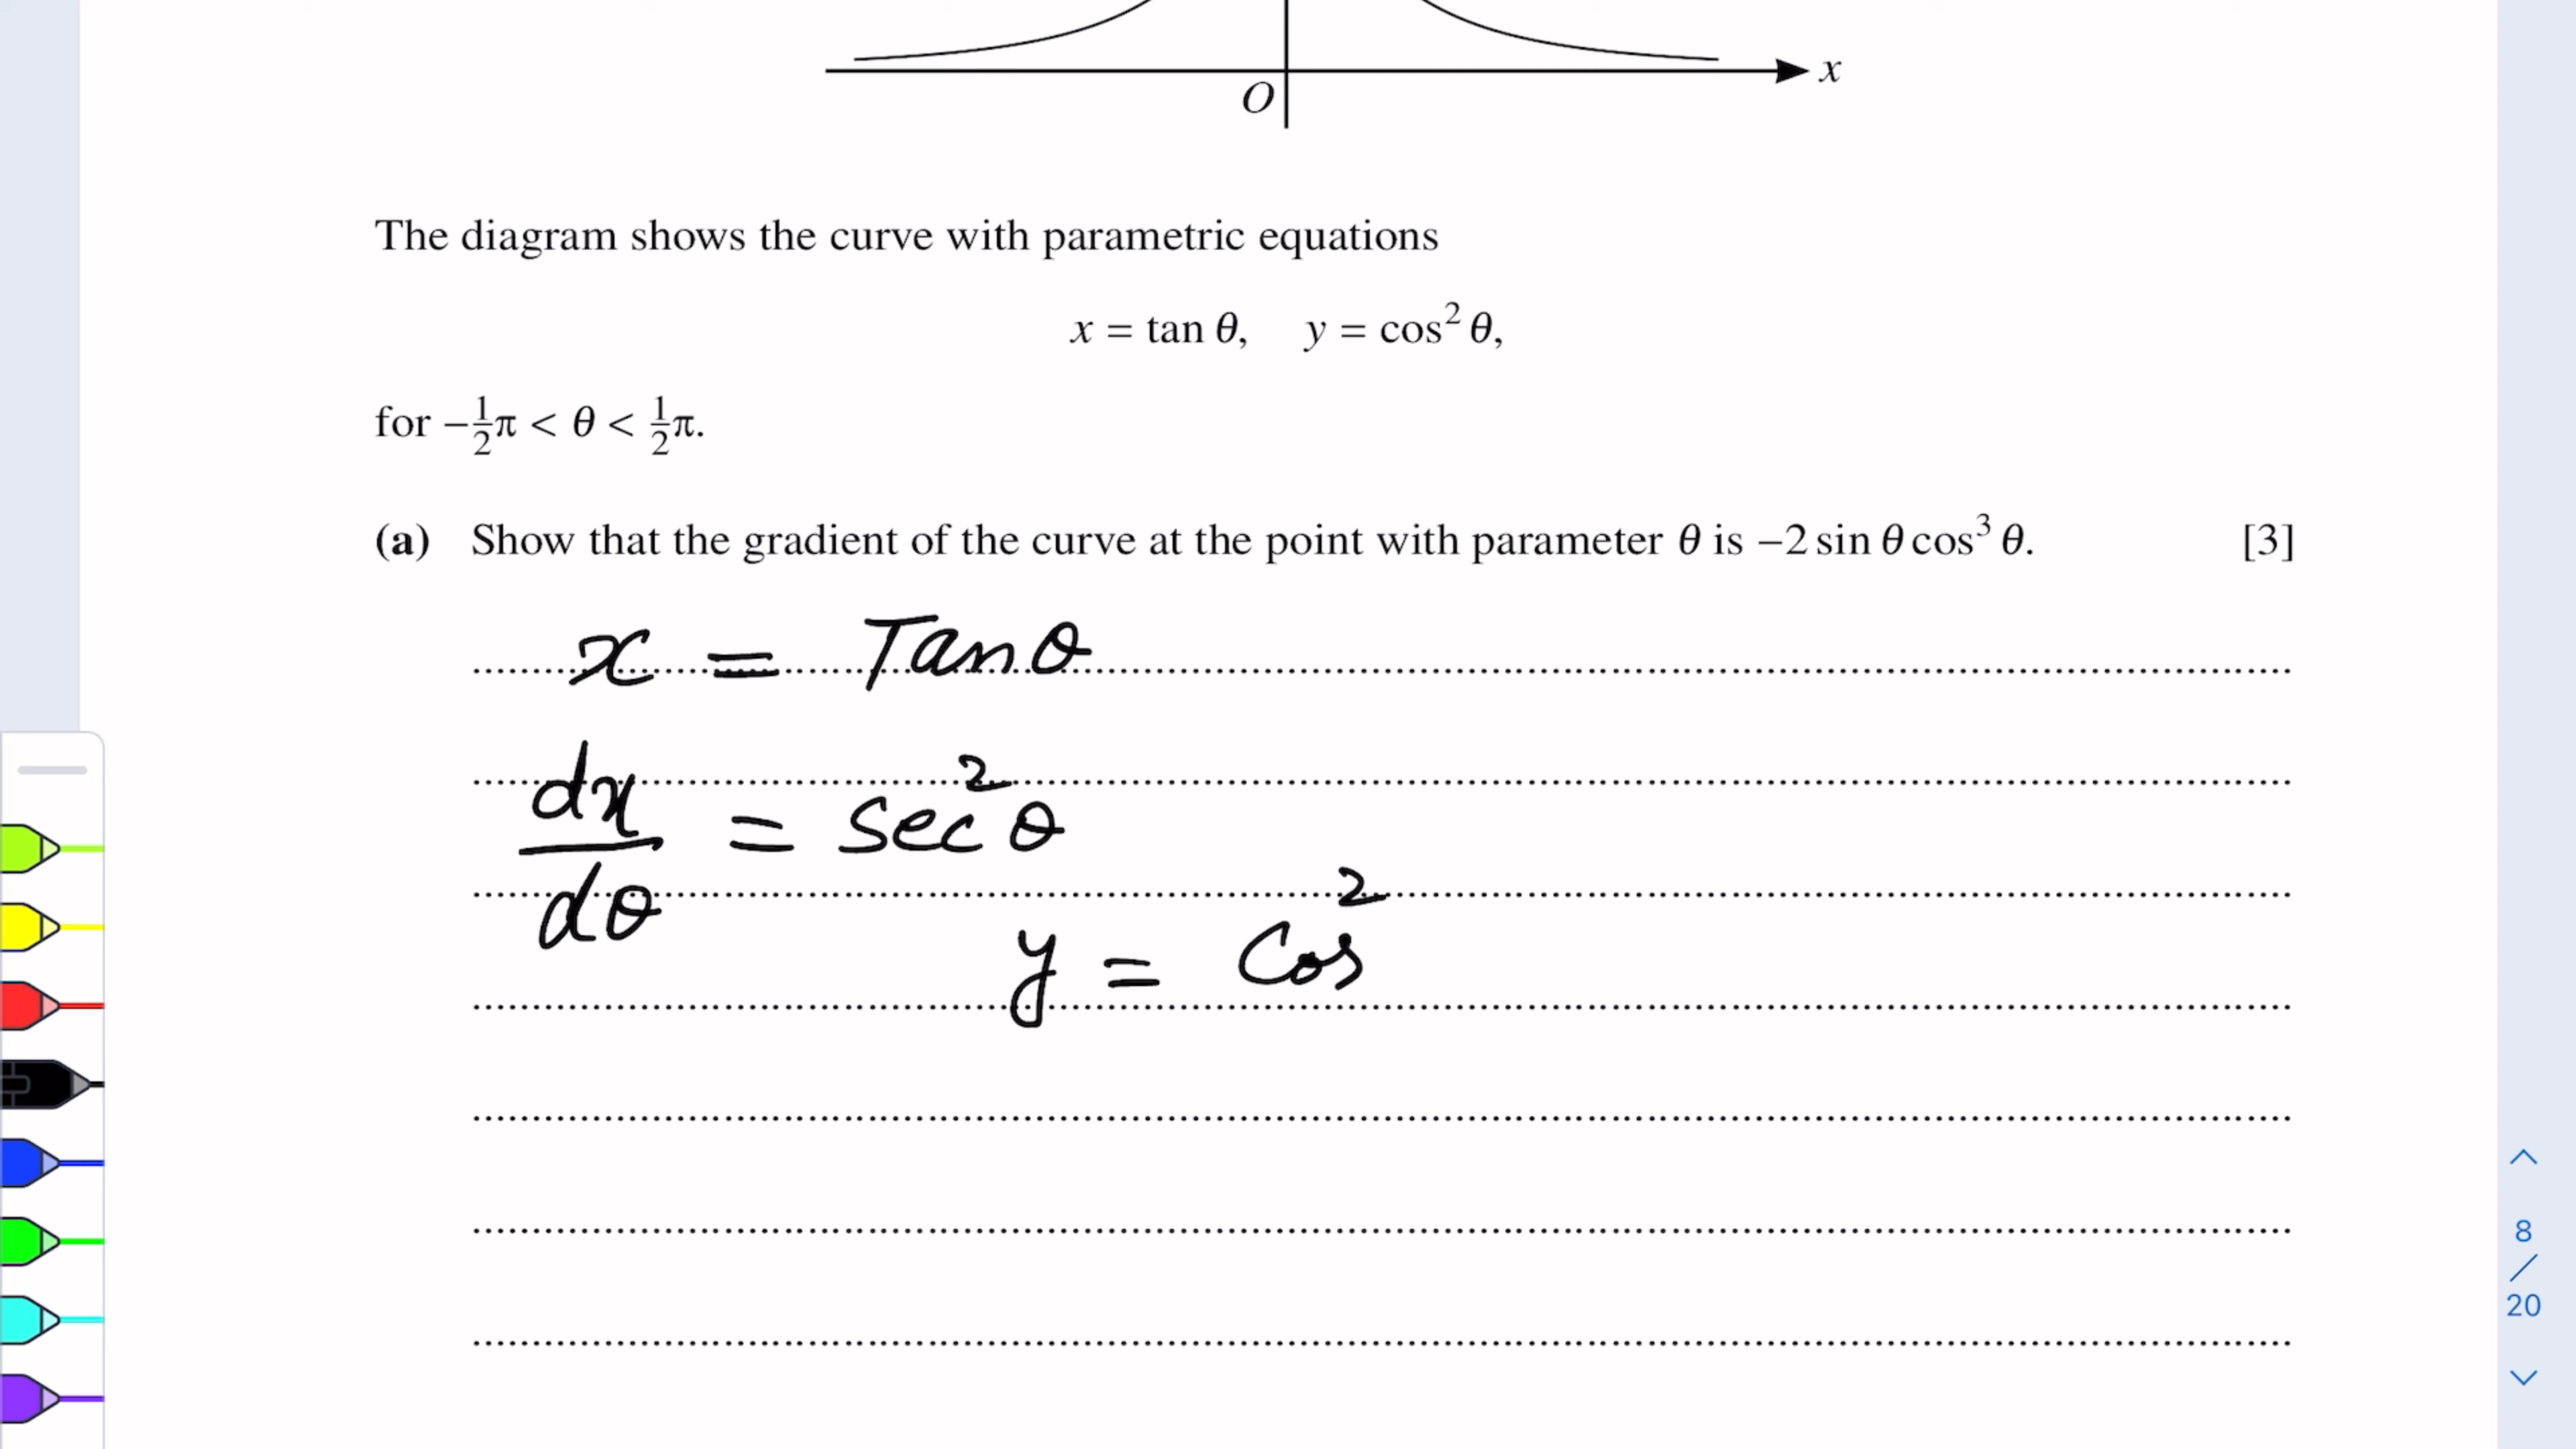 x
O
The diagram shows the curve with parametric equations
x = tan θ, y = cos² θ,
for −½π < θ < ½π.
(a) Show that the gradient of the curve at the point with parameter θ is −2 sin θ cos³ θ. [3]
x = Tanθ
dx/dθ = sec²θ
y = Cos²
8
/
20